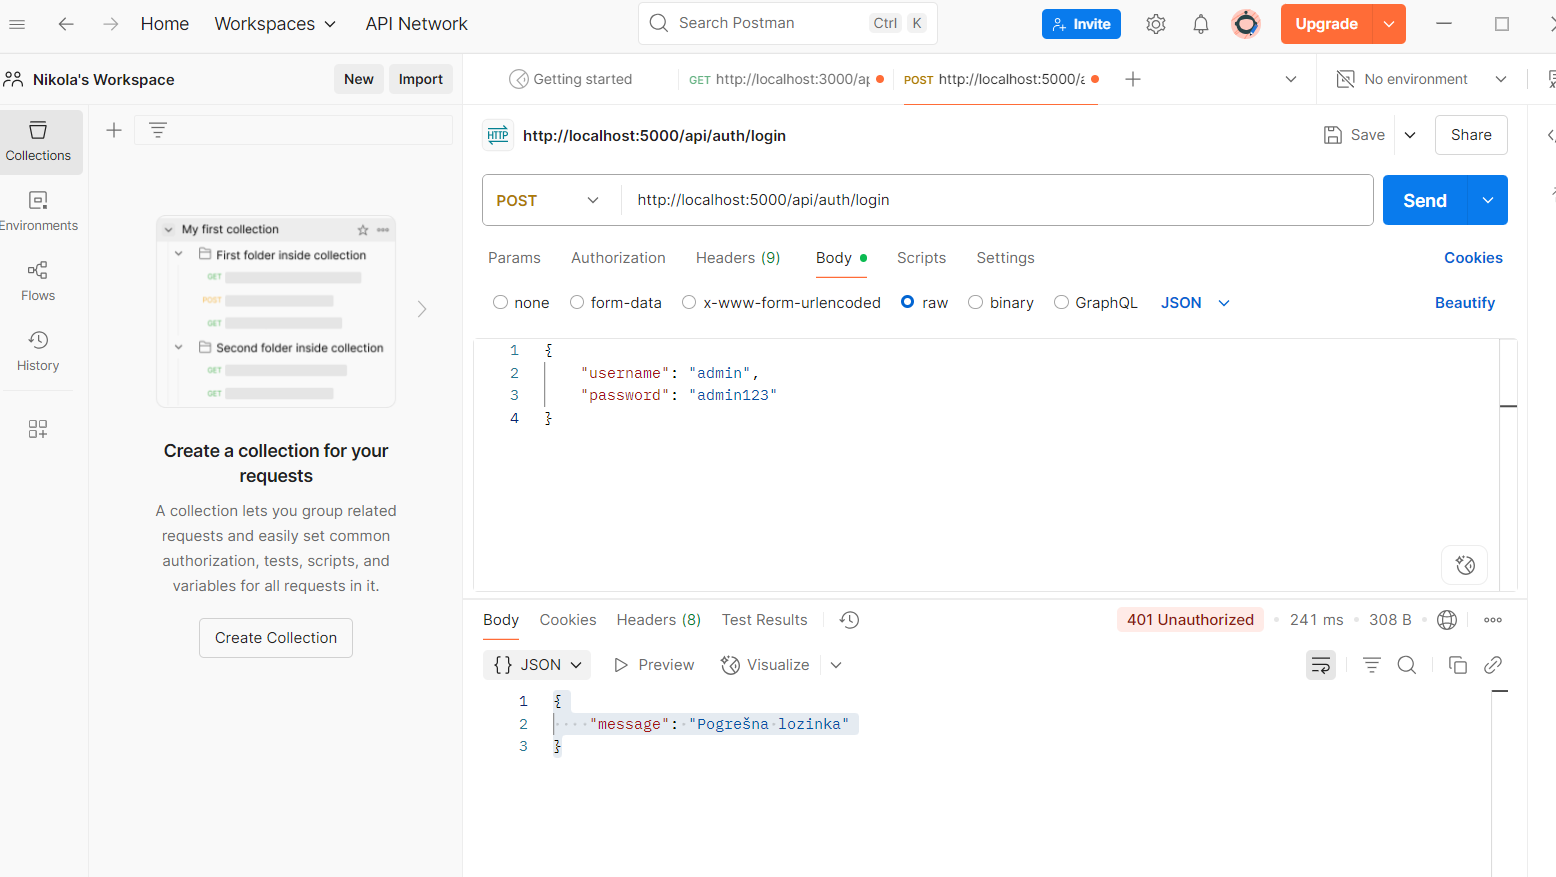 Home
Workspaces
API Network
Search Postman
Ctrl K
Invite
Upgrade
Nikola's Workspace
New
Import
Getting started
GET http://localhost:3000/ap
POST http://localhost:5000/a
No environment
Collections
Environments
Flows
History
My first collection
First folder inside collection
GET
POST
GET
Second folder inside collection
GET
GET
Create a collection for your
requests
A collection lets you group related
requests and easily set common
authorization, tests, scripts, and
variables for all requests in it.
Create Collection
HTTP http://localhost:5000/api/auth/login
Save
Share
POST
http://localhost:5000/api/auth/login
Send
Params Authorization Headers (9) Body Scripts Settings
Cookies
none form-data x-www-form-urlencoded raw binary GraphQL JSON
Beautify
1 {
2 "username": "admin",
3 "password": "admin123"
4 }
Body Cookies Headers (8) Test Results
401 Unauthorized 241 ms 308 B
{} JSON Preview Visualize
1 {
2 "message": "Pogrešna lozinka"
3 }